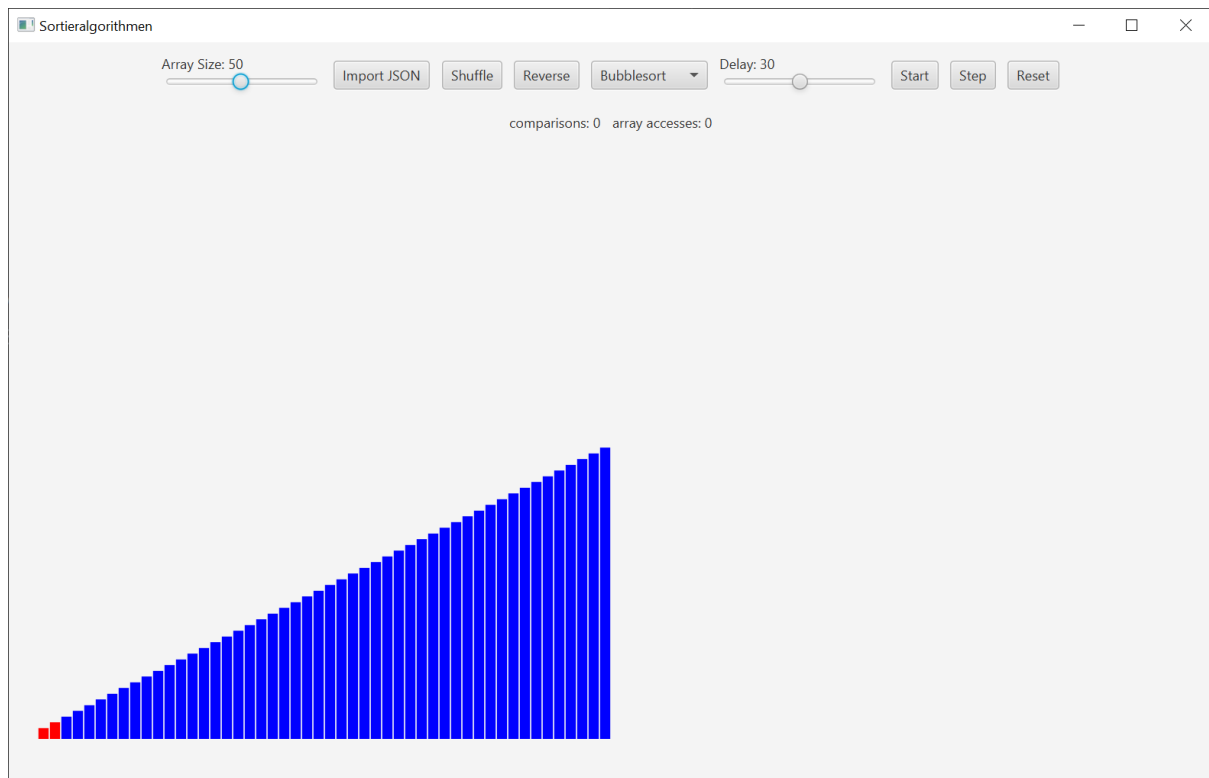 Sortieralgorithmen
Array Size: 50
Import JSON
Shuffle
Reverse
Bubblesort
Delay: 30
Start
Step
Reset
comparisons: 0 array accesses: 0